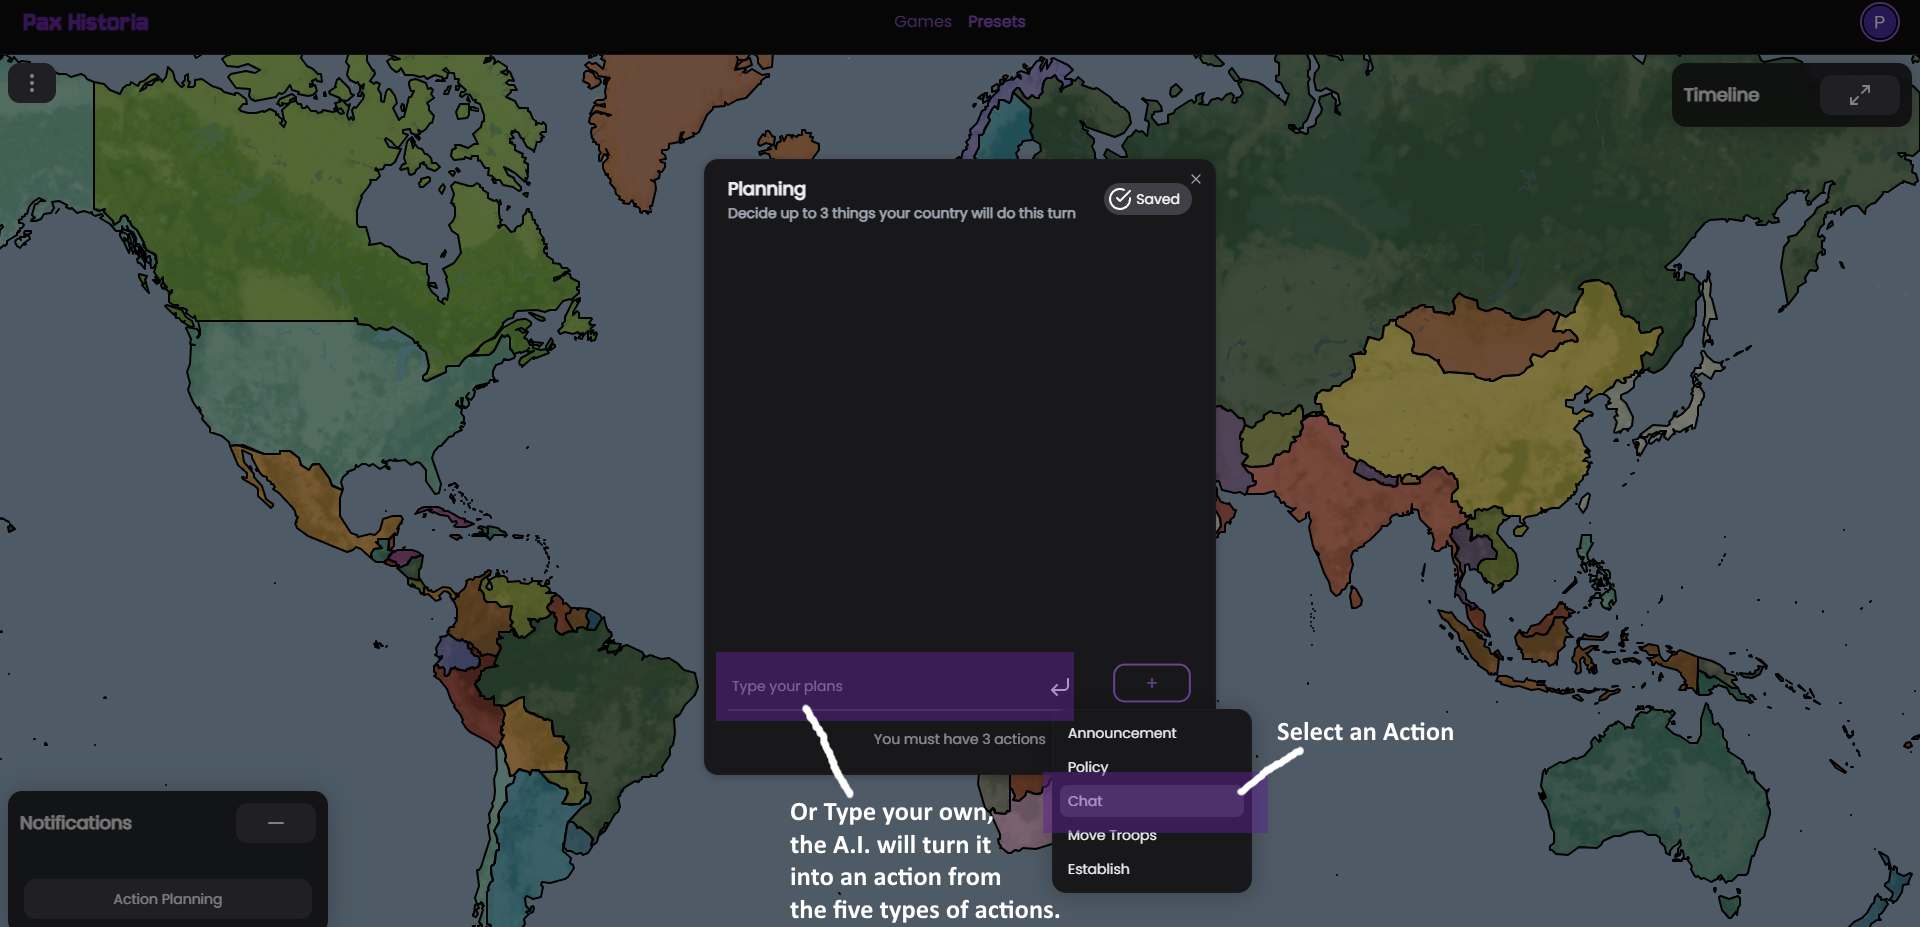 Pax Historia
Games Presets
P
Timeline
Planning
Decide up to 3 things your country will do this turn
Saved
Type your plans
+
You must have 3 actions
Announcement
Policy
Chat
Move Troops
Establish
Select an Action
Or Type your own,
the A.I. will turn it
into an action from
the five types of actions.
Notifications
Action Planning